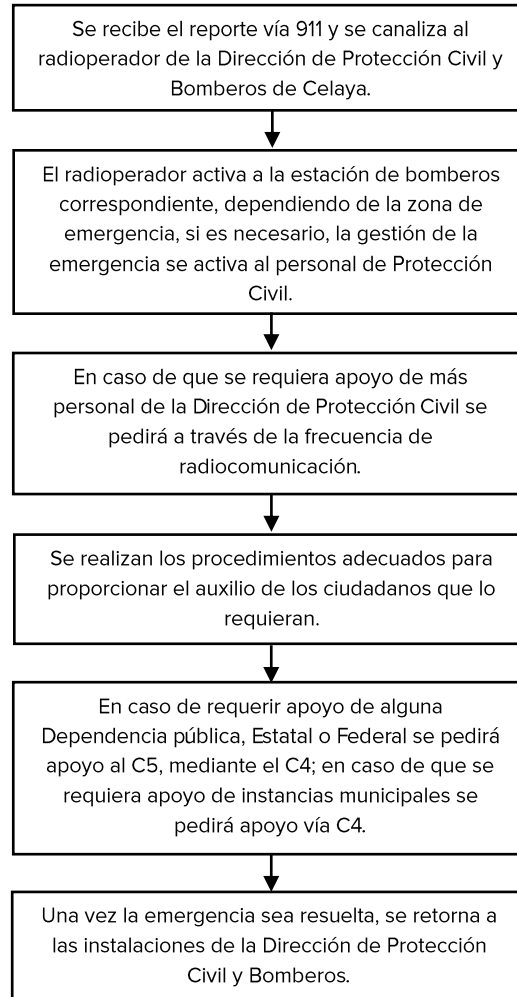 Se recibe el reporte vía 911 y se canaliza al
radioperador de la Dirección de Protección Civil y
Bomberos de Celaya.
El radioperador activa a la estación de bomberos
correspondiente, dependiendo de la zona de
emergencia, si es necesario, la gestión de la
emergencia se activa al personal de Protección
Civil.
En caso de que se requiera apoyo de más
personal de la Dirección de Protección Civil se
pedirá a través de la frecuencia de
radiocomunicación.
Se realizan los procedimientos adecuados para
proporcionar el auxilio de los ciudadanos que lo
requieran.
En caso de requerir apoyo de alguna
Dependencia pública, Estatal o Federal se pedirá
apoyo al C5, mediante el C4; en caso de que se
requiera apoyo de instancias municipales se
pedirá apoyo vía C4.
Una vez la emergencia sea resuelta, se retorna a
las instalaciones de la Dirección de Protección
Civil y Bomberos.